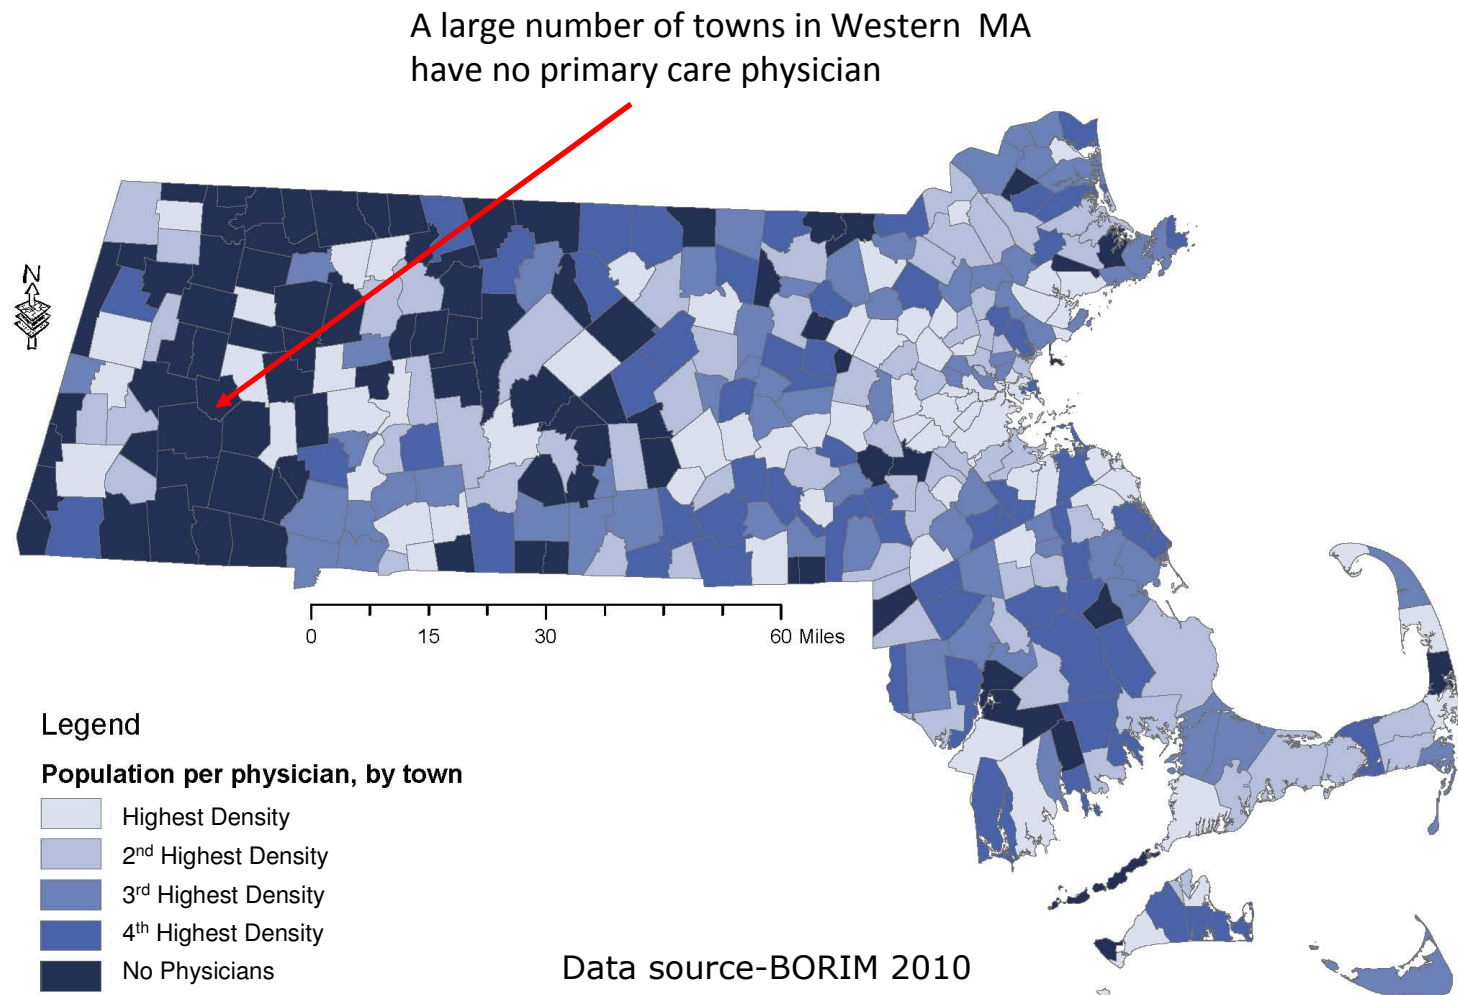 A large number of towns in Western MA
have no primary care physician
N
0 15 30 60 Miles
Legend
Population per physician, by town
Highest Density
2nd Highest Density
3rd Highest Density
4th Highest Density
No Physicians
Data source-BORIM 2010